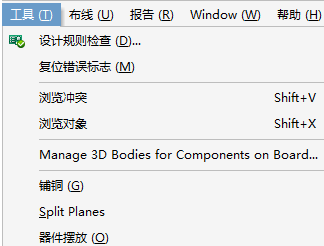 工具 (T) 布线 (U) 报告 (R) Window (W) 帮助 (H)
设计规则检查 (D)...
复位错误标志 (M)
浏览冲突 Shift+V
浏览对象 Shift+X
Manage 3D Bodies for Components on Board...
铺铜 (G)
Split Planes
器件摆放 (O)